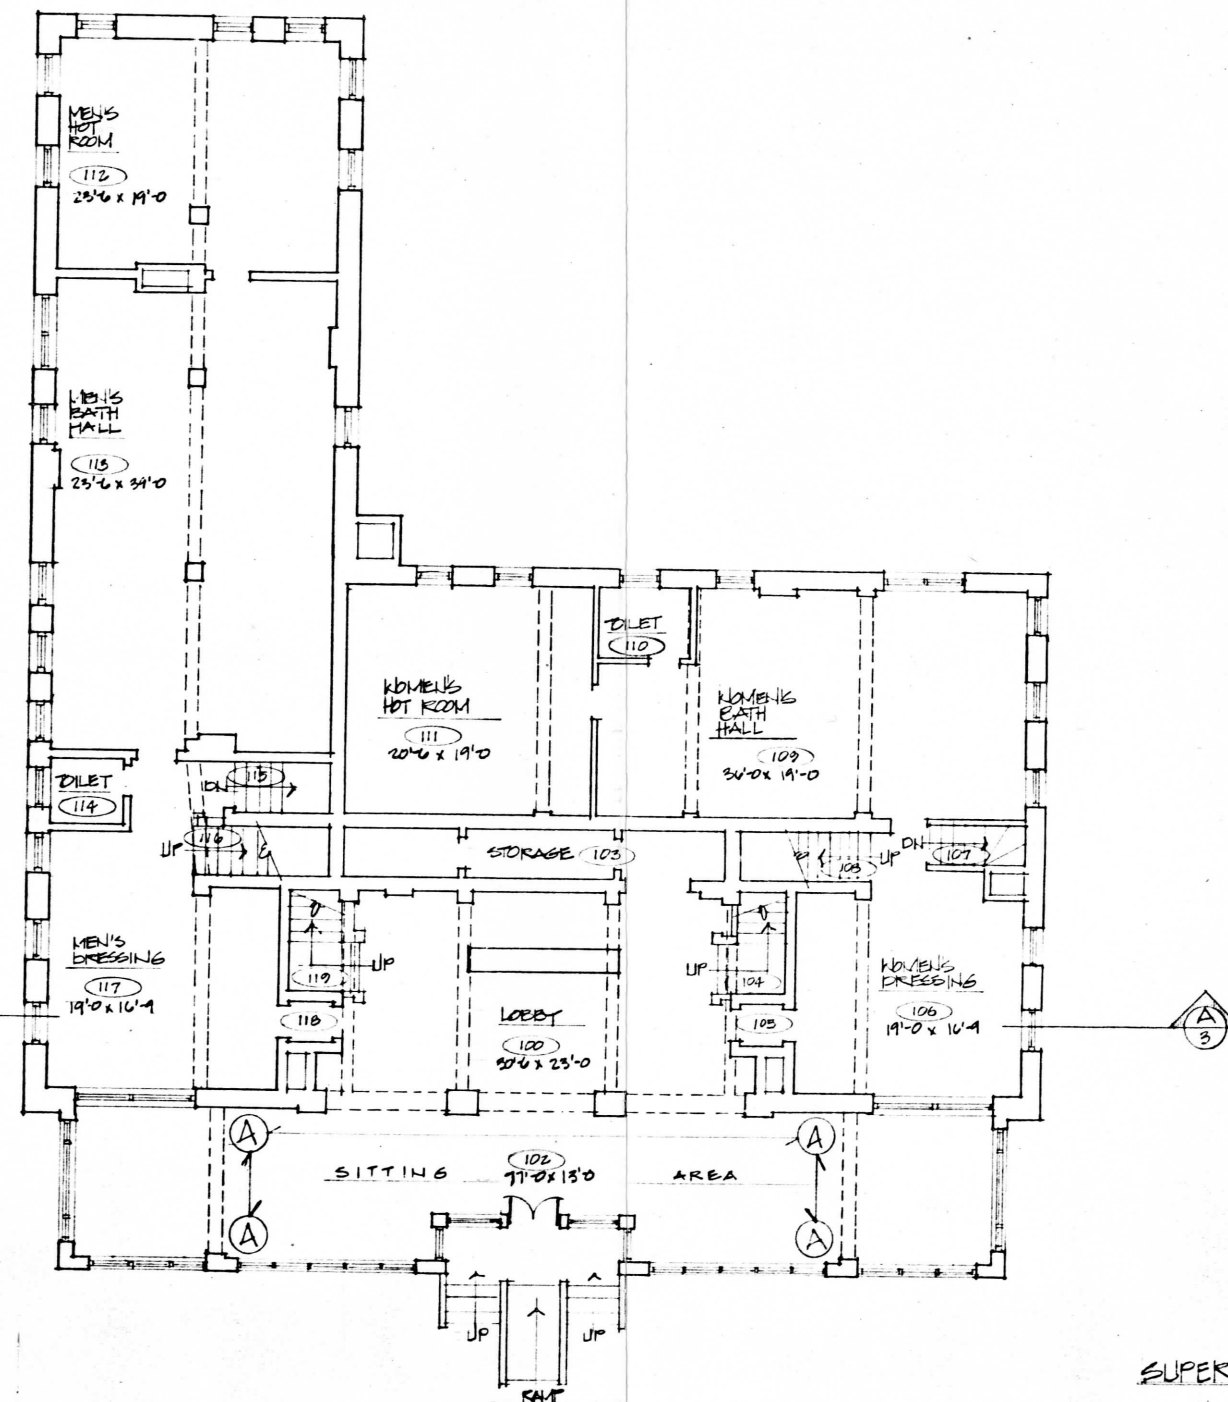 MEN'S
HOT
ROOM
112
23'-6 x 19'-0
MEN'S
BATH
HALL
113
23'-6 x 39'-0
TOILET
110
WOMEN'S
HOT ROOM
111
20'-6 x 19'-0
WOMEN'S
BATH
HALL
109
36'-0 x 19'-0
TOILET
114
DN
115
UP
116
STORAGE 103
UP
108
DN
107
MEN'S
DRESSING
117
19'-0 x 16'-9
119
UP
UP
104
WOMEN'S
DRESSING
106
19'-0 x 16'-9
118
LOBBY
100
30'-6 x 23'-0
105
A
3
A
A
SITTING
102
77'-0 x 13'-0
AREA
A
A
UP
UP
RAMP
SUPER